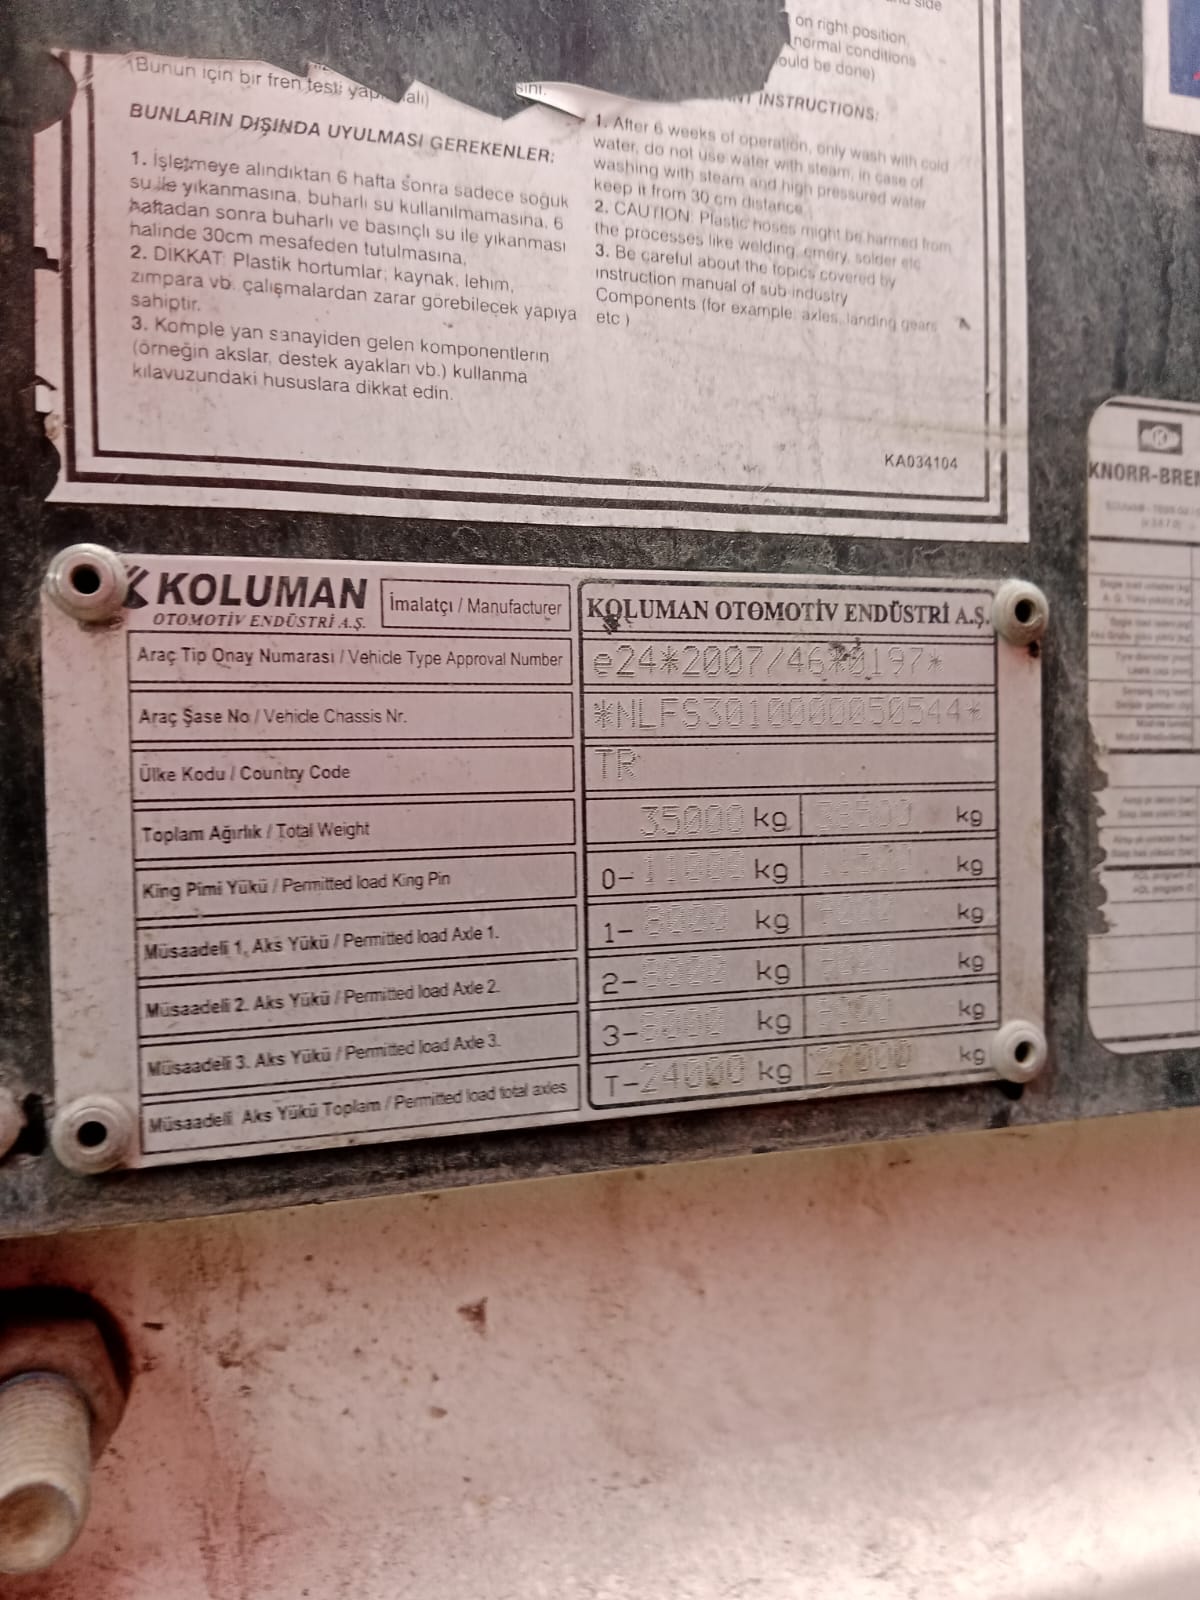 (Bunun için bir fren testi
BUNLARIN DIŞINDA UYULMASI GEREKENLER:
1. İşletmeye alındıktan 6 hafta sonra sadece soğuk
su ile yıkanmasına, buharlı su kullanılmamasına, 6
haftadan sonra buharlı ve basınçlı su ile yıkanması
halinde 30cm mesafeden tutulmasına,
2. DİKKAT: Plastik hortumlar; kaynak, lehim,
zımpara vb. çalışmalardan zarar görebilecek yapıya
sahiptir.
3. Komple yan sanayiden gelen komponentlerin
(örneğin akslar, destek ayakları vb.) kullanma
kılavuzundaki hususlara dikkat edin.
side
on right position,
normal conditions
be done)
INSTRUCTIONS:
1. After 6 weeks of operation, only wash with cold
water, do not use water with steam, in case of
washing with steam and high pressured water
keep it from 30 cm distance.
2. CAUTION: Plastic hoses might be harmed from
the processes like welding, emery, solder etc
3. Be careful about the topics covered by
instruction manual of sub industry
Components (for example: axles, landing gears
etc )
KA034104
KNORR-BRE
KOLUMAN
OTOMOTİV ENDÜSTRİ A.Ş.
İmalatçı / Manufacturer
KOLUMAN OTOMOTİV ENDÜSTRİ A.Ş.
Araç Tip Onay Numarası / Vehicle Type Approval Number
e24*2007/46*0197*
Araç Şase No / Vehicle Chassis Nr.
*NLFS3010000050544*
Ülke Kodu / Country Code
TR
Toplam Ağırlık / Total Weight
35000 kg kg
King Pimi Yükü / Permitted load King Pin
0-11000 kg kg
Müsaadeli 1. Aks Yükü / Permitted load Axle 1.
1-8000 kg kg
Müsaadeli 2. Aks Yükü / Permitted load Axle 2.
2-8000 kg kg
Müsaadeli 3. Aks Yükü / Permitted load Axle 3.
3-8000 kg kg
Müsaadeli Aks Yükü Toplam / Permitted load total axles
T-24000 kg 27000 kg